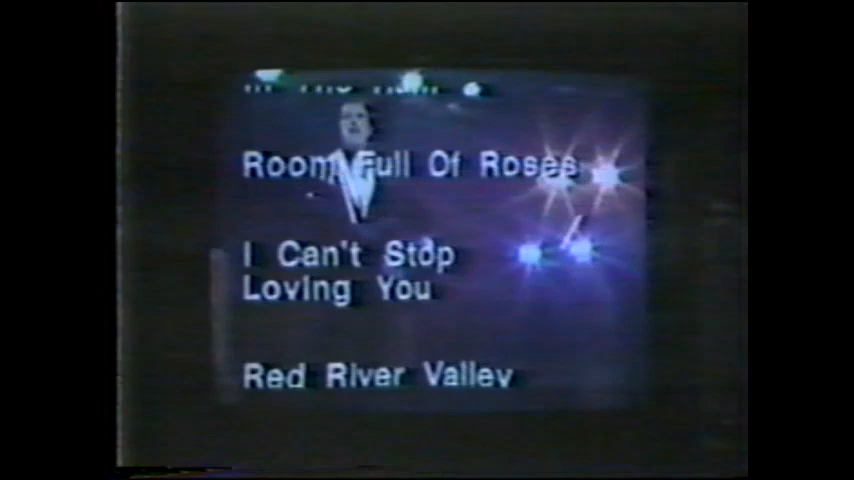 Room Full Of Roses
I Can't Stop
Loving You
Red River Valley